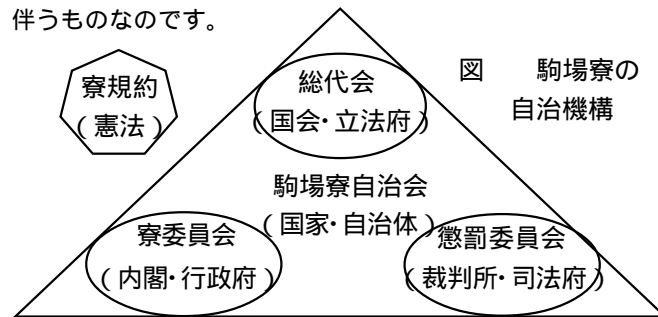 伴うものなのです。
寮規約
（憲法）
総代会
（国会・立法府）
図　　駒場寮の
自治機構
駒場寮自治会
（国家・自治体）
寮委員会
（内閣・行政府）
懲罰委員会
（裁判所・司法府）